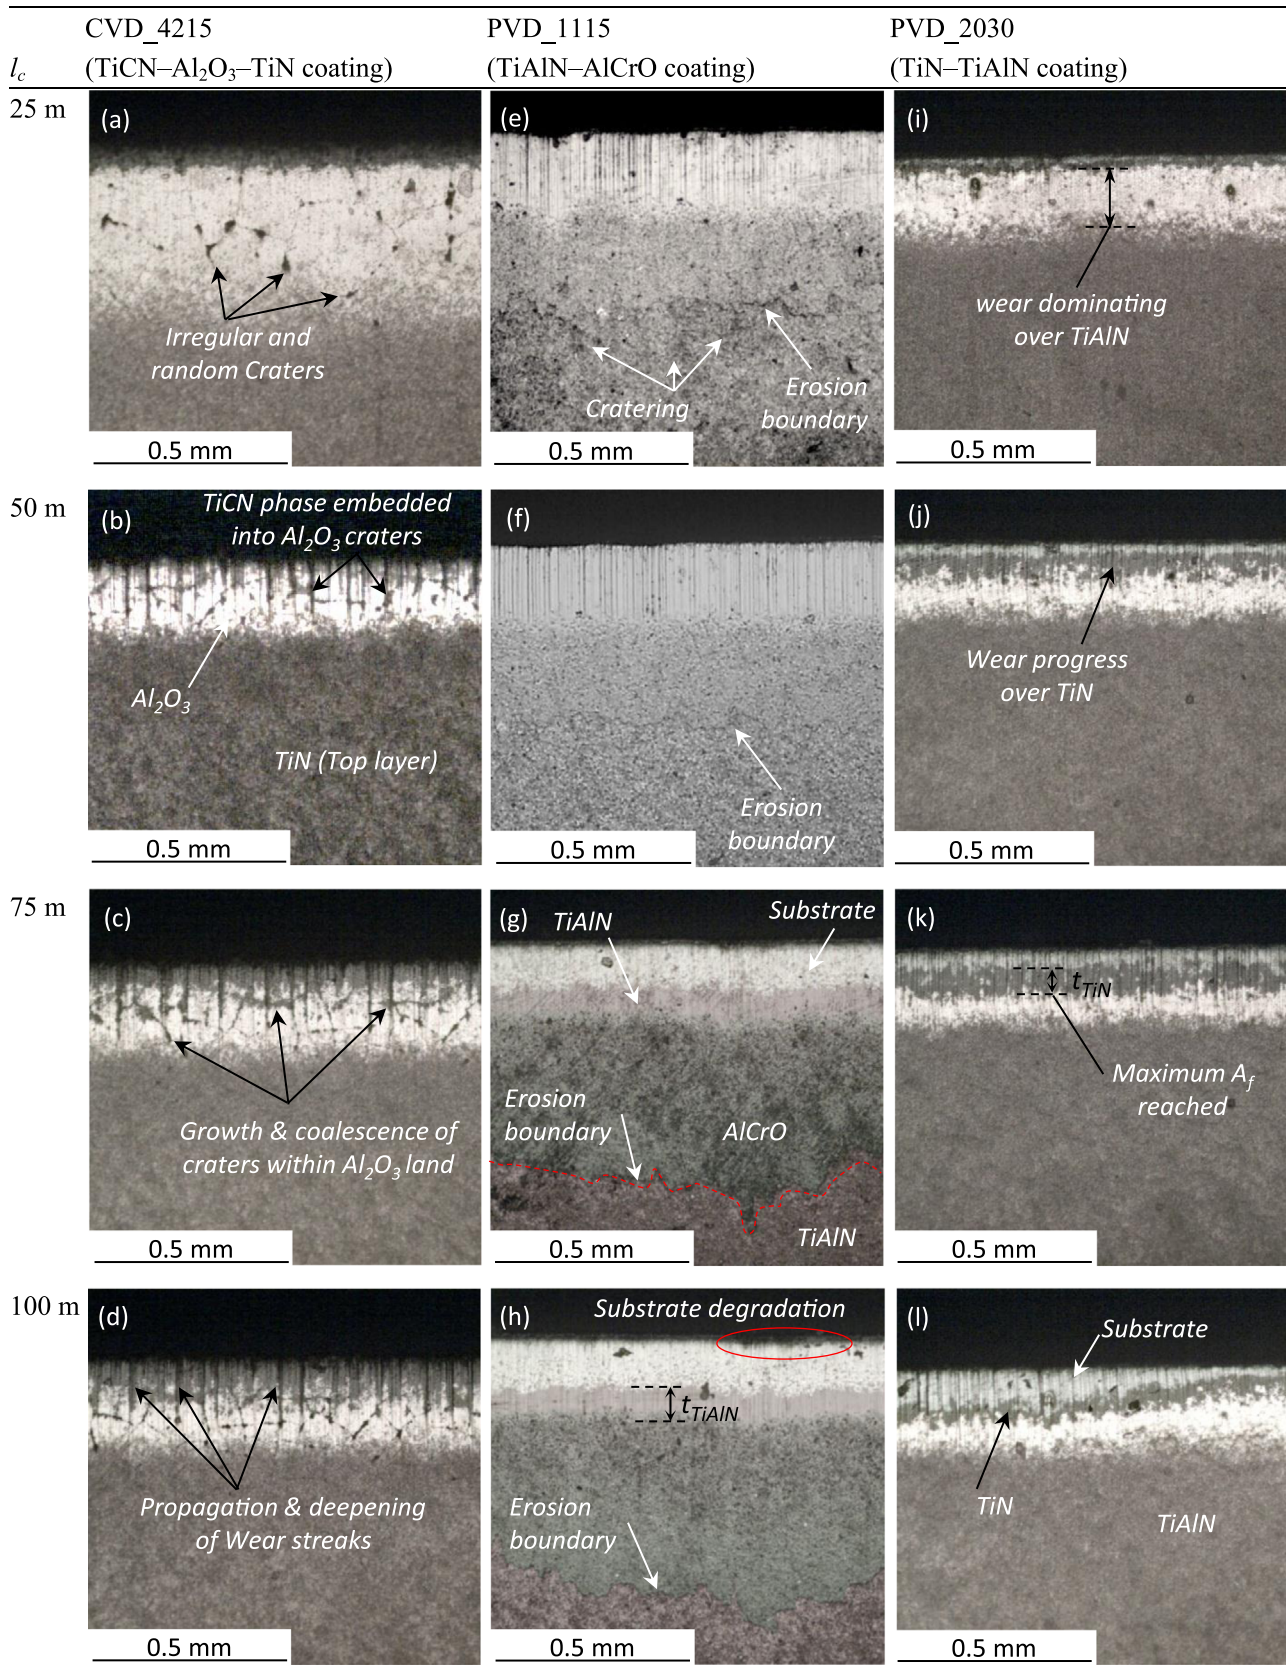 CVD_4215 PVD_1115 PVD_2030
l_c (TiCN–Al₂O₃–TiN coating) (TiAlN–AlCrO coating) (TiN–TiAlN coating)
25 m
(a)
Irregular and
random Craters
0.5 mm
(e)
Cratering
Erosion
boundary
0.5 mm
(i)
wear dominating
over TiAlN
0.5 mm
50 m
(b)
TiCN phase embedded
into Al₂O₃ craters
Al₂O₃
TiN (Top layer)
0.5 mm
(f)
Erosion
boundary
0.5 mm
(j)
Wear progress
over TiN
0.5 mm
75 m
(c)
Growth & coalescence of
craters within Al₂O₃ land
0.5 mm
(g)
TiAlN
Substrate
Erosion
boundary
AlCrO
TiAlN
0.5 mm
(k)
t_TiN
Maximum A_f
reached
0.5 mm
100 m
(d)
Propagation & deepening
of Wear streaks
0.5 mm
(h)
Substrate degradation
t_TiAlN
Erosion
boundary
0.5 mm
(l)
Substrate
TiN
TiAlN
0.5 mm